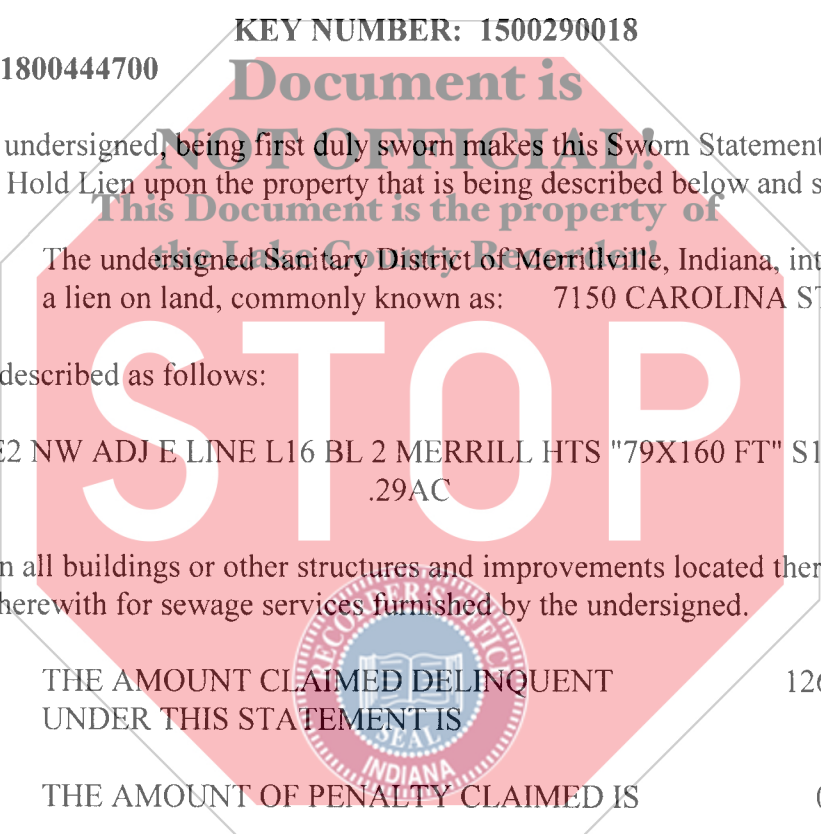 KEY NUMBER: 1500290018
1800444700
Document is
NOT OFFICIAL!
undersigned, being first duly sworn makes this Sworn Statement
Hold Lien upon the property that is being described below and s
This Document is the property of
the Lake County Recorder!
The undersigned Sanitary District of Merrillville, Indiana, int
a lien on land, commonly known as: 7150 CAROLINA ST
described as follows:
STOP
E2 NW ADJ E LINE L16 BL 2 MERRILL HTS "79X160 FT" S1
.29AC
n all buildings or other structures and improvements located ther
herewith for sewage services furnished by the undersigned.
RECORDER'S OFFICE
THE AMOUNT CLAIMED DELINQUENT 126
UNDER THIS STATEMENT IS
SEAL
INDIANA
THE AMOUNT OF PENALTY CLAIMED IS